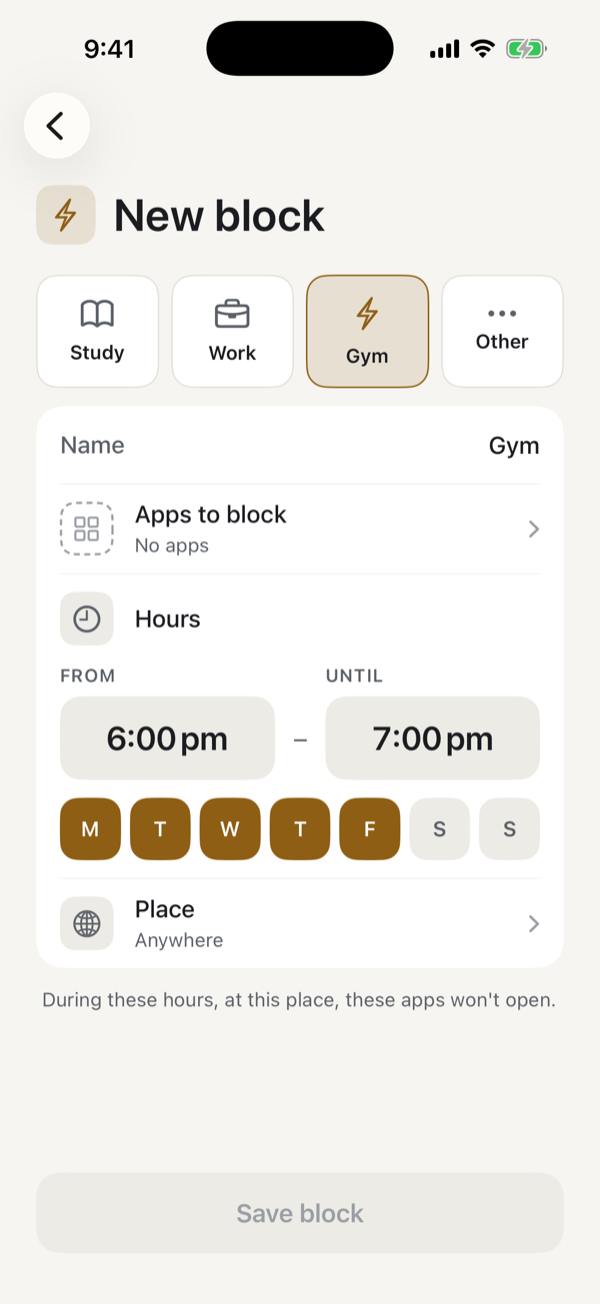 9:41
New block
Study
Work
Gym
Other
Name
Gym
Apps to block
No apps
Hours
FROM
UNTIL
6:00 pm – 7:00 pm
M T W T F S S
Place
Anywhere
During these hours, at this place, these apps won't open.
Save block